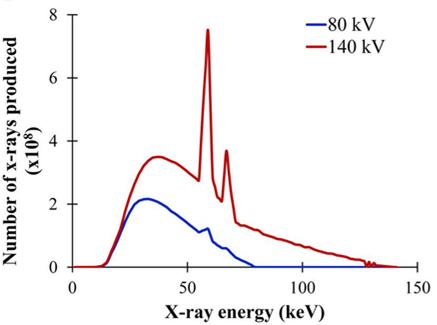 8
80 kV
140 kV
6
4
2
0
0
50
100
150
Number of x-rays produced
(x10⁸)
X-ray energy (keV)